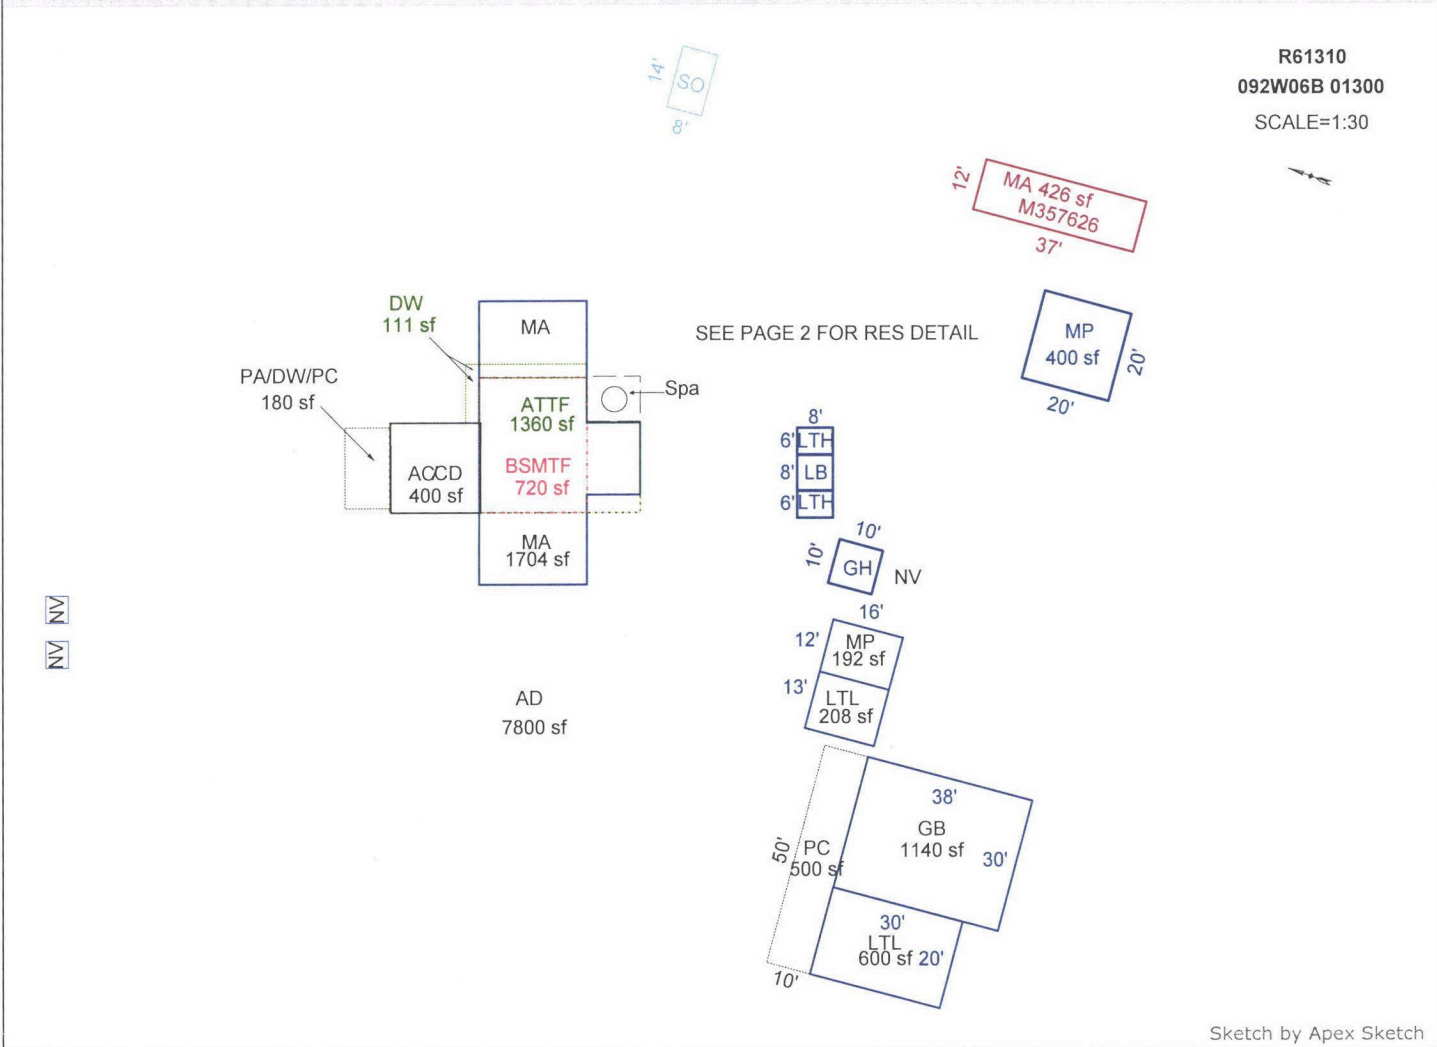 R61310
092W06B 01300
SCALE=1:30
14'
SO
8'
12'
MA 426 sf
M357626
37'
DW
111 sf
MA
SEE PAGE 2 FOR RES DETAIL
MP
400 sf
20'
20'
PA/DW/PC
180 sf
Spa
ATTF
1360 sf
8'
6' LTH
8' LB
6' LTH
ACCD
400 sf
BSMTF
720 sf
MA
1704 sf
10'
10'
GH
NV
NV
NV
16'
12'
MP
192 sf
13'
LTL
208 sf
AD
7800 sf
38'
GB
1140 sf
30'
50'
PC
500 sf
30'
LTL
600 sf 20'
10'
Sketch by Apex Sketch